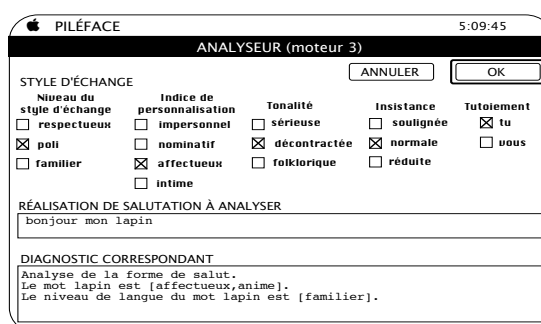 PILÉFACE 5:09:45
ANALYSEUR (moteur 3)
STYLE D'ÉCHANGE ANNULER OK
Niveau du style d'échange Indice de personnalisation Tonalité Insistance Tutoiement
respectueux impersonnel sérieuse soulignée tu
poli nominatif décontractée normale vous
familier affectueux folklorique réduite
intime
RÉALISATION DE SALUTATION À ANALYSER
bonjour mon lapin
DIAGNOSTIC CORRESPONDANT
Analyse de la forme de salut.
Le mot lapin est [affectueux,anime].
Le niveau de langue du mot lapin est [familier].